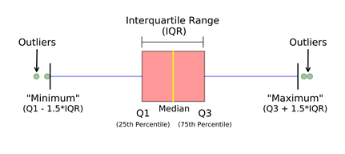 Interquartile Range
(IQR)
Outliers
Outliers
"Minimum"
(Q1 - 1.5*IQR)
Q1
(25th Percentile)
Median
Q3
(75th Percentile)
"Maximum"
(Q3 + 1.5*IQR)